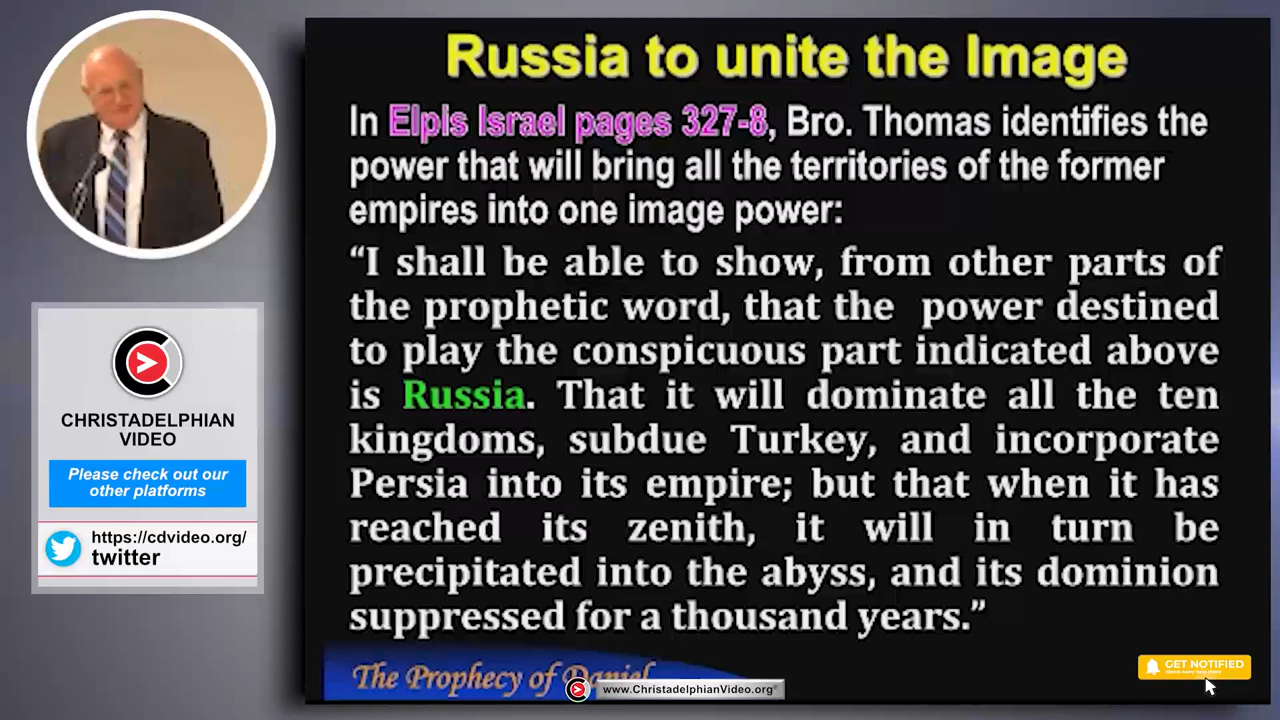 Russia to unite the Image
In Elpis Israel pages 327-8, Bro. Thomas identifies the
power that will bring all the territories of the former
empires into one image power:
“I shall be able to show, from other parts of
the prophetic word, that the power destined
to play the conspicuous part indicated above
is Russia. That it will dominate all the ten
kingdoms, subdue Turkey, and incorporate
Persia into its empire; but that when it has
reached its zenith, it will in turn be
precipitated into the abyss, and its dominion
suppressed for a thousand years.”
The Prophecy of Daniel
www.ChristadelphianVideo.org
GET NOTIFIED
CHRISTADELPHIAN
VIDEO
Please check out our
other platforms
https://cdvideo.org/
twitter